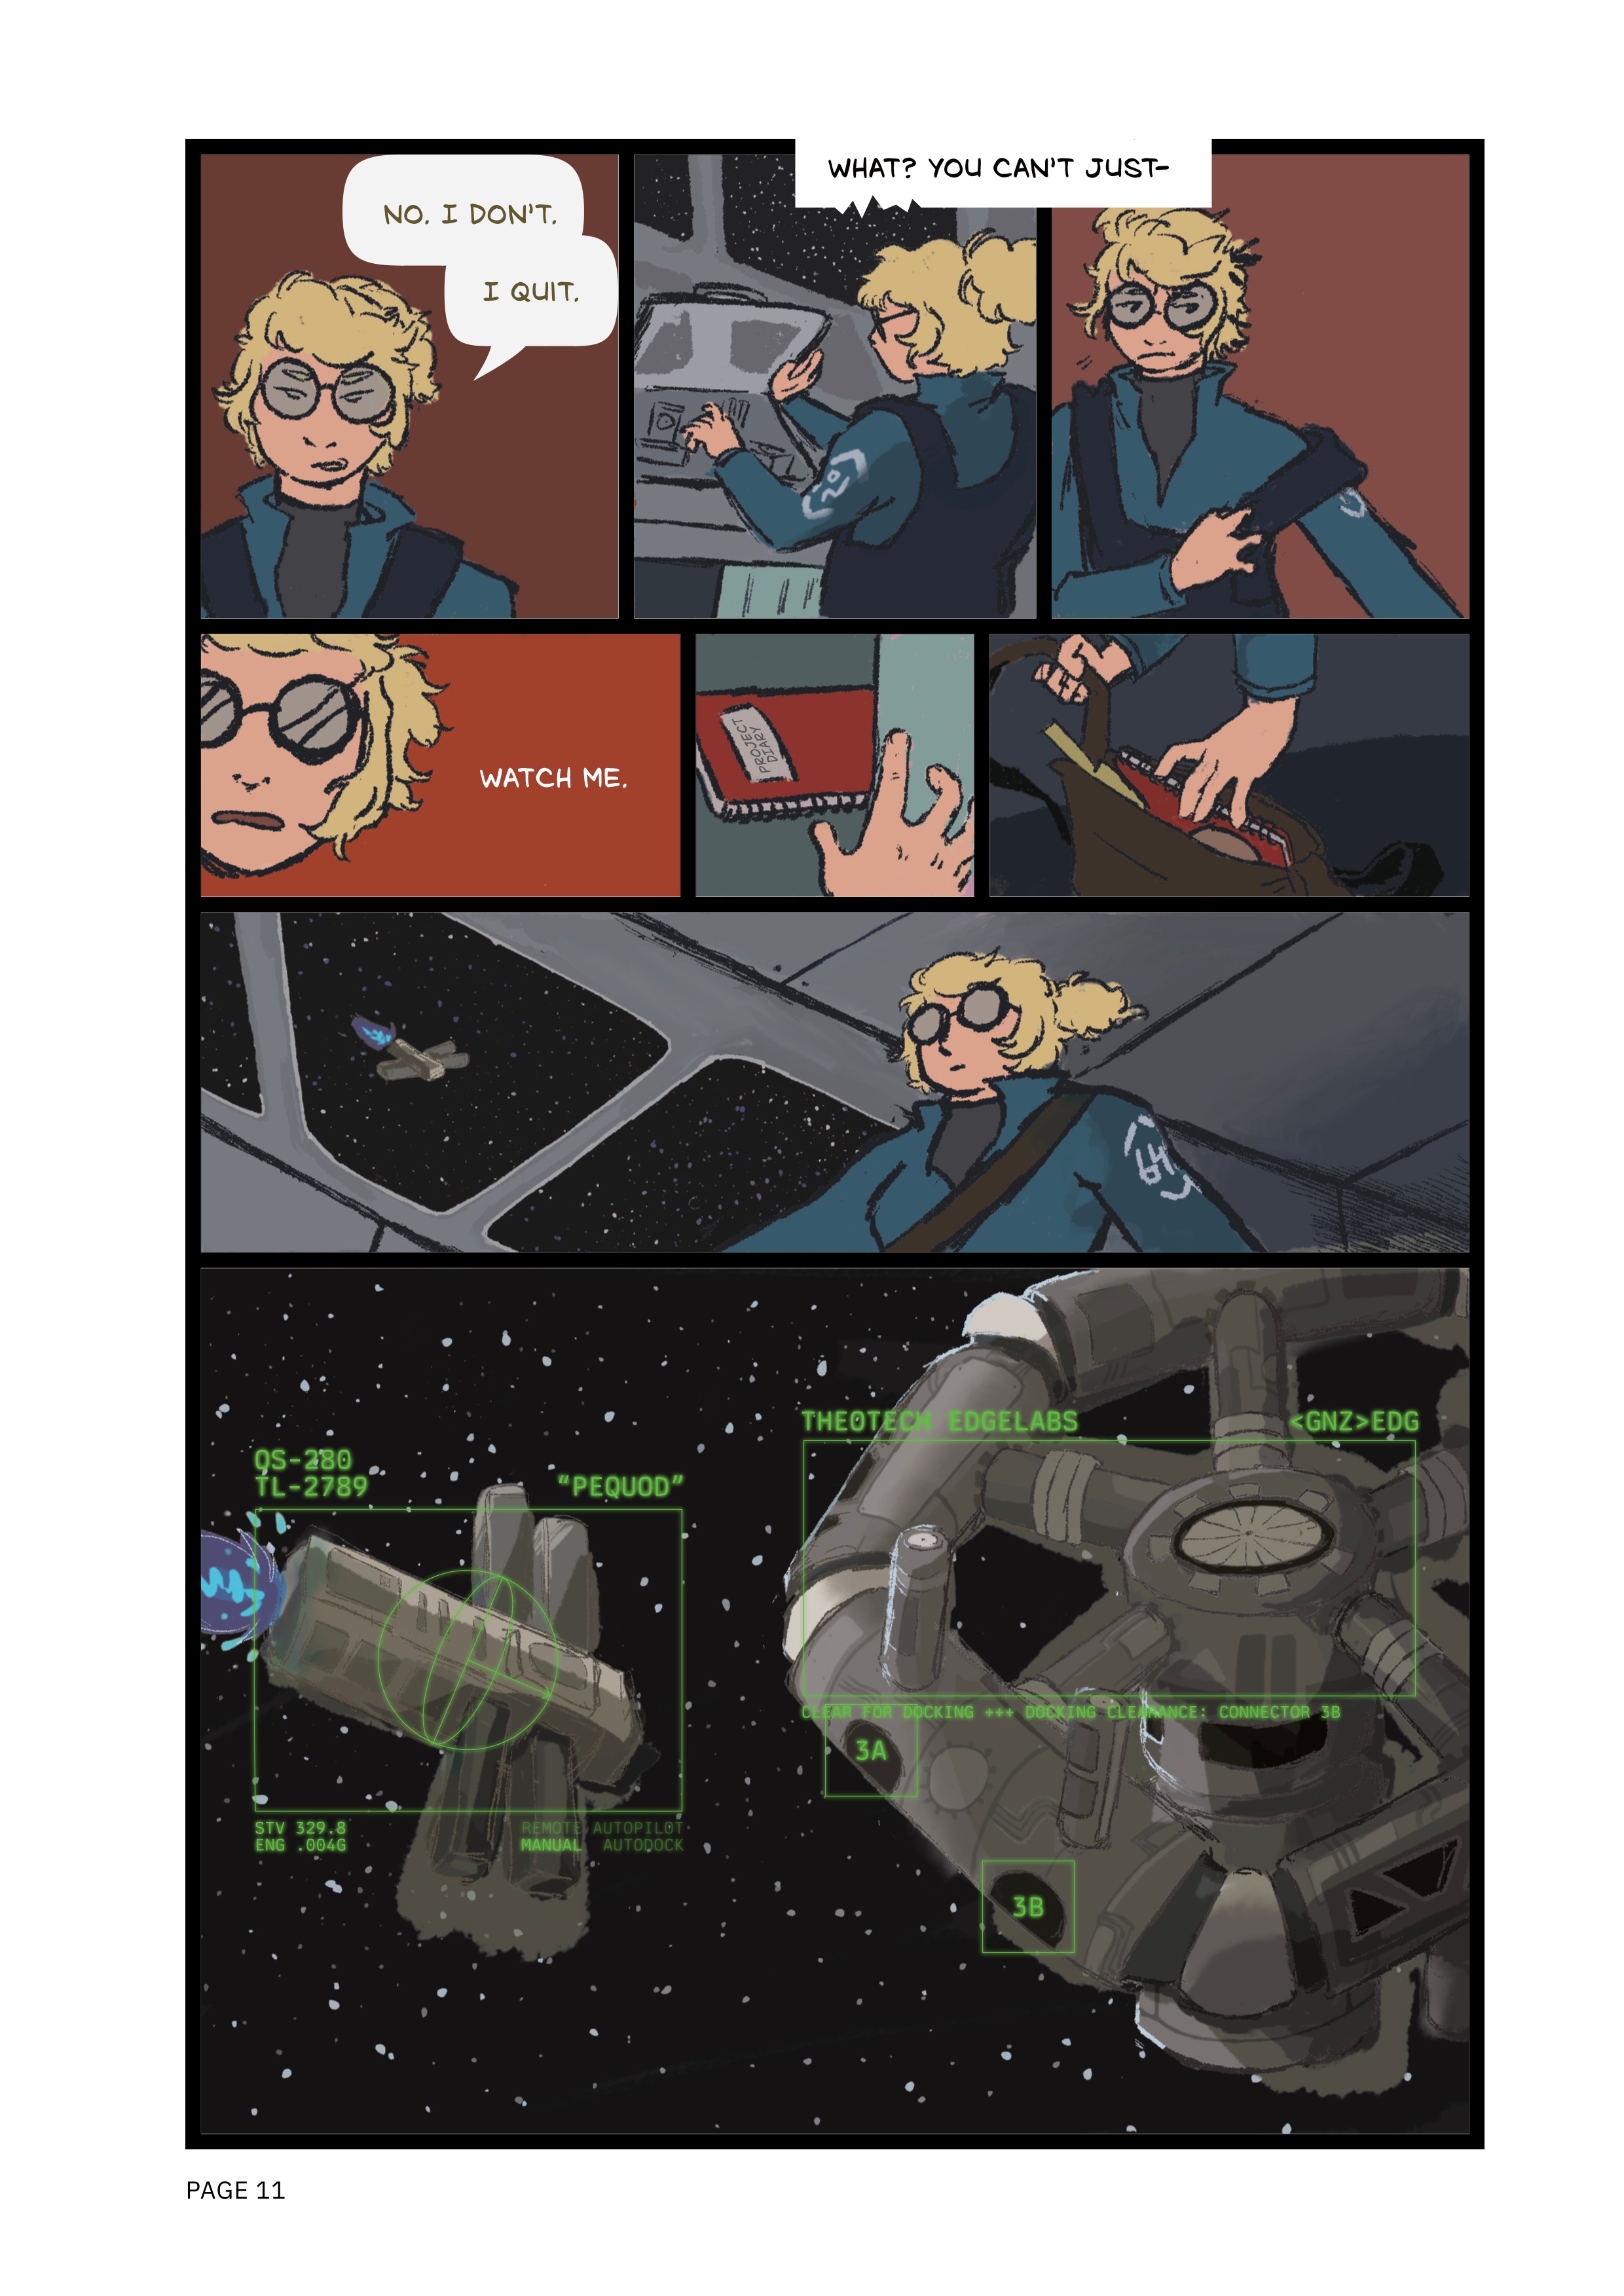 NO. I DON'T.
I QUIT.
WHAT? YOU CAN'T JUST-
WATCH ME.
PROJECT
DIARY
64
THEOTECH EDGELABS
<GNZ>EDG
QS-280
TL-2789
“PEQUOD”
CLEAR FOR DOCKING +++ DOCKING CLEARANCE: CONNECTOR 3B
3A
STV 329.8
ENG .004G
REMOTE AUTOPILOT
MANUAL AUTODOCK
3B
PAGE 11